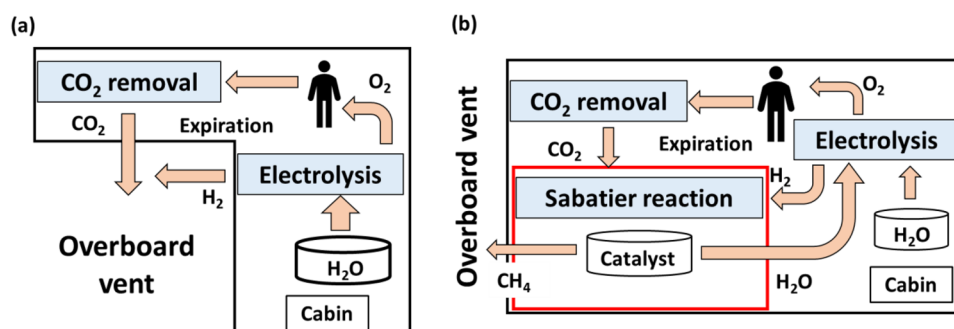 (a)
CO₂ removal
O₂
CO₂
Expiration
H₂
Electrolysis
Overboard
vent
H₂O
Cabin
(b)
Overboard vent
CO₂ removal
O₂
Expiration
Electrolysis
CO₂
H₂
Sabatier reaction
Catalyst
H₂O
CH₄
H₂O
Cabin